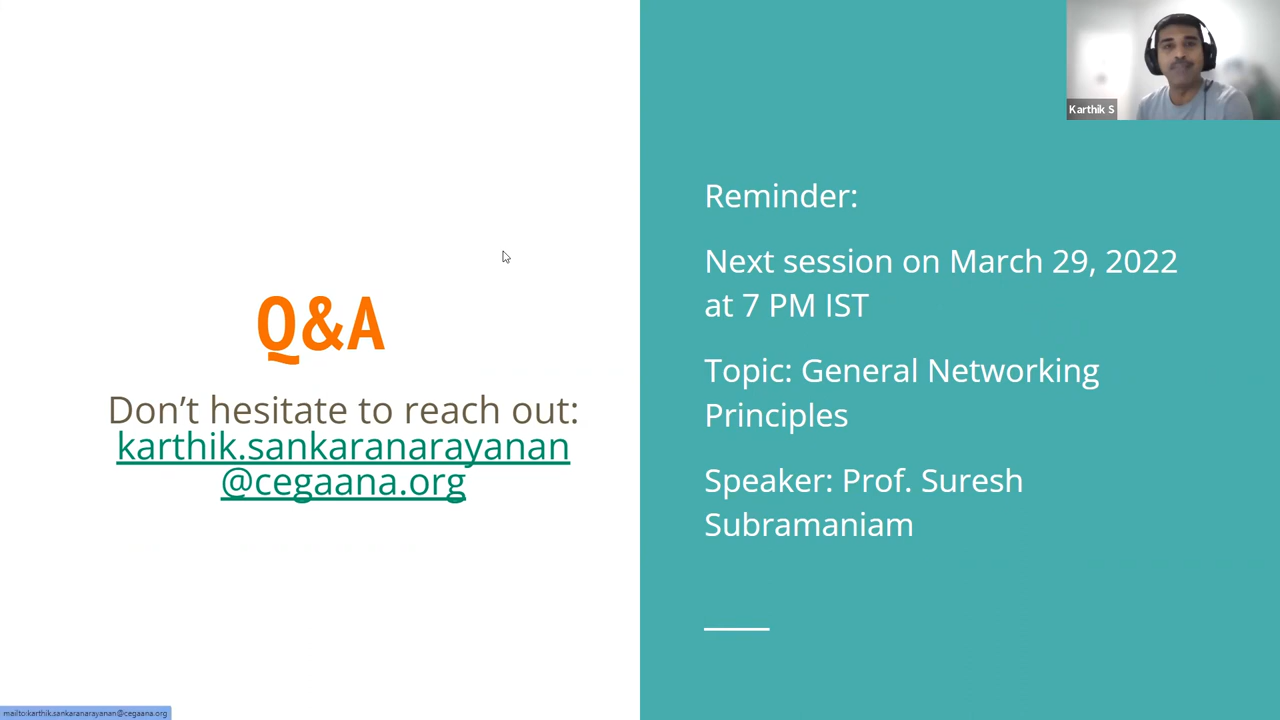 Q&A
Don’t hesitate to reach out:
karthik.sankaranarayanan
@cegaana.org
Karthik S
Reminder:
Next session on March 29, 2022
at 7 PM IST
Topic: General Networking
Principles
Speaker: Prof. Suresh
Subramaniam
mailto:karthik.sankaranarayanan@cegaana.org